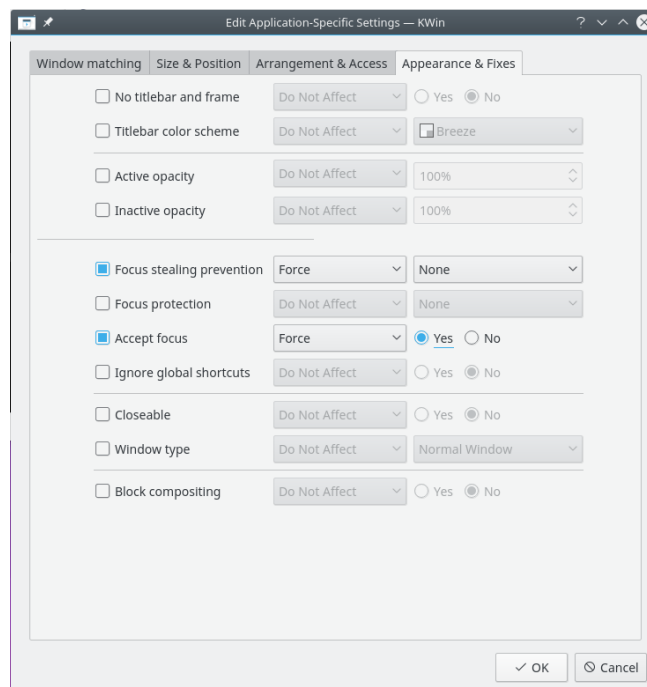 Edit Application-Specific Settings — KWin
Window matching Size & Position Arrangement & Access Appearance & Fixes
No titlebar and frame Do Not Affect Yes No
Titlebar color scheme Do Not Affect Breeze
Active opacity Do Not Affect 100%
Inactive opacity Do Not Affect 100%
Focus stealing prevention Force None
Focus protection Do Not Affect None
Accept focus Force Yes No
Ignore global shortcuts Do Not Affect Yes No
Closeable Do Not Affect Yes No
Window type Do Not Affect Normal Window
Block compositing Do Not Affect Yes No
OK Cancel